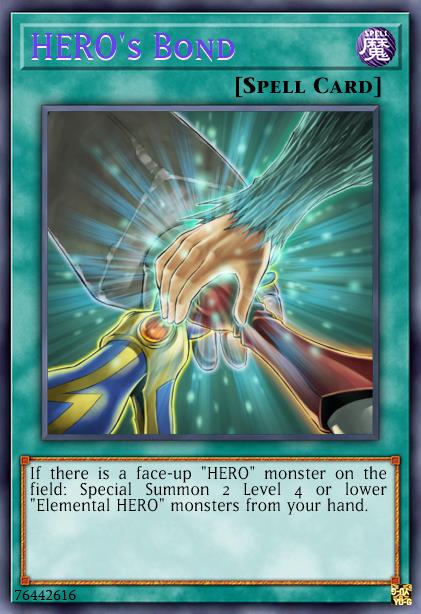 HERO's Bond
SPELL
魔
[Spell Card]
If there is a face-up "HERO" monster on the
field: Special Summon 2 Level 4 or lower
"Elemental HERO" monsters from your hand.
76442616